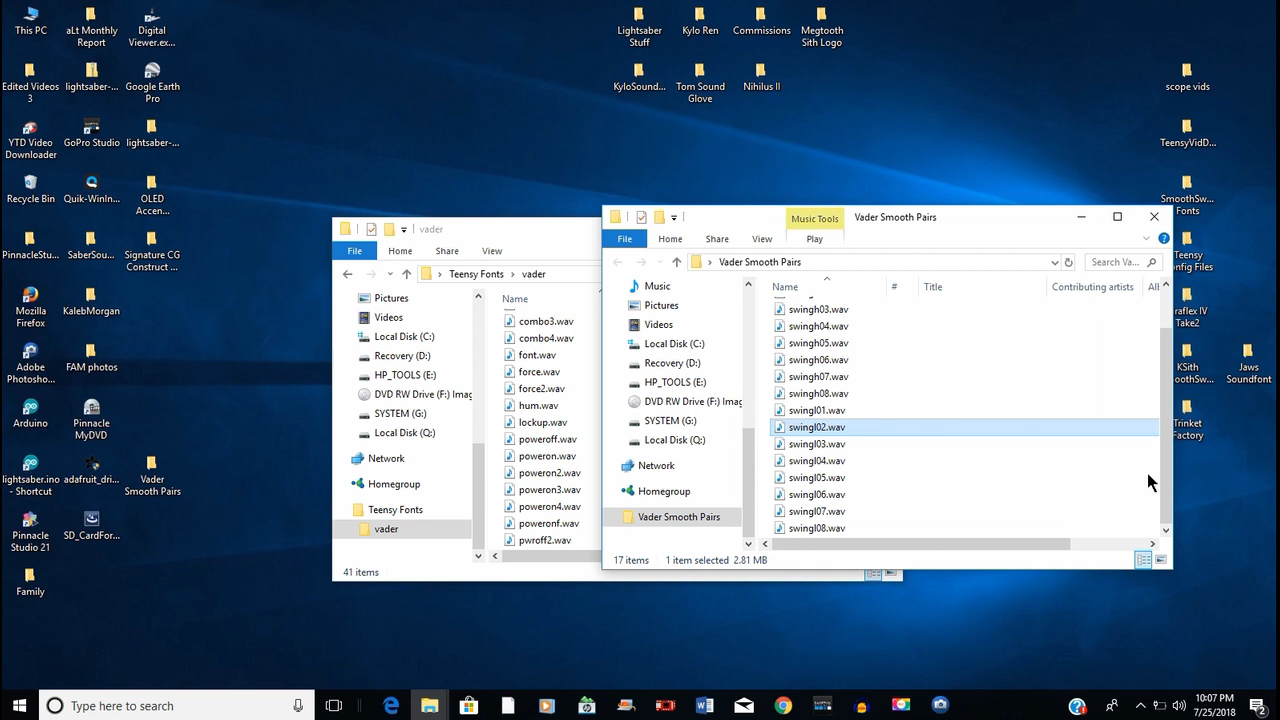 This PC
aLt Monthly
Report
Digital
Viewer.ex...
Lightsaber
Stuff
Kylo Ren
Commissions
Megtooth
Sith Logo
Edited Videos
3
lightsaber-...
Google Earth
Pro
KyloSound...
Tom Sound
Glove
Nihilus II
scope vids
YTD Video
Downloader
GoPro Studio
lightsaber-...
TeensyVidD...
Recycle Bin
Quik-WinIn...
OLED
Accen...
SmoothSw...
Fonts
PinnacleStu...
SaberSou...
Signature CG
Construct ...
Teensy
Config Files
Mozilla
Firefox
KalebMorgan
Take2
Adobe
Photosho...
FAM photos
KSith
Jaws
Soundfont
Arduino
Pinnacle
MyDVD
Trinket
Factory
lightsaber.ino
- Shortcut
adafruit_dri...
Vader
Smooth Pairs
Pinnacle
Studio 21
SD_CardFor...
Family
vader
File
Home
Share
View
Teensy Fonts > vader
Pictures
Videos
Local Disk (C:)
Recovery (D:)
HP_TOOLS (E:)
DVD RW Drive (F:) Imag
SYSTEM (G:)
Local Disk (Q:)
Network
Homegroup
Teensy Fonts
vader
Name
combo3.wav
combo4.wav
font.wav
force.wav
force2.wav
hum.wav
lockup.wav
poweroff.wav
poweron.wav
poweron2.wav
poweron3.wav
poweron4.wav
poweronf.wav
pwroff2.wav
41 items
Music Tools
Vader Smooth Pairs
File
Home
Share
View
Play
Vader Smooth Pairs
Search Va...
Music
Pictures
Videos
Local Disk (C:)
Recovery (D:)
HP_TOOLS (E:)
DVD RW Drive (F:) Imag
SYSTEM (G:)
Local Disk (Q:)
Network
Homegroup
Vader Smooth Pairs
Name # Title Contributing artists
swingh03.wav
swingh04.wav
swingh05.wav
swingh06.wav
swingh07.wav
swingh08.wav
swingl01.wav
swingl02.wav
swingl03.wav
swingl04.wav
swingl05.wav
swingl06.wav
swingl07.wav
swingl08.wav
17 items 1 item selected 2.81 MB
Type here to search
10:07 PM
7/25/2018
2